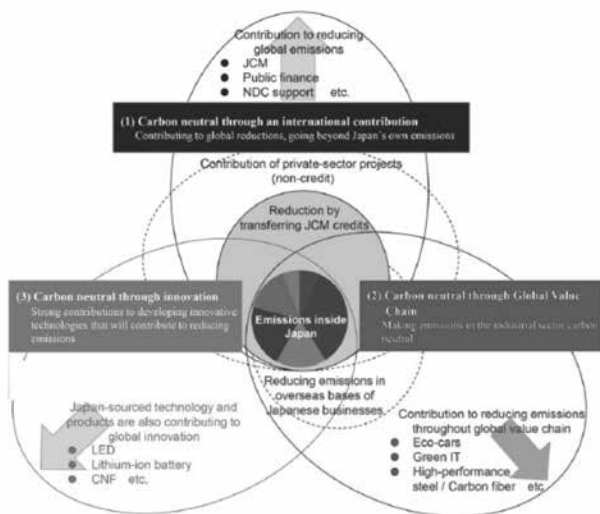 Contribution to reducing
global emissions
● JCM
● Public finance
● NDC support etc.
(1) Carbon neutral through an international contribution
Contributing to global reductions, going beyond Japan's own emissions
Contribution of private-sector projects
(non-credit)
Reduction by
transferring JCM credits
(3) Carbon neutral through innovation
Strong contributions to developing innovative
technologies that will contribute to reducing
emissions
Emissions inside
Japan
(2) Carbon neutral through Global Value
Chain
Making emissions in the industrial sector carbon
neutral
Reducing emissions in
overseas bases of
Japanese businesses
Japan-sourced technology and
products are also contributing to
global innovation
● LED
● Lithium-ion battery
● CNF etc.
Contribution to reducing emissions
throughout global value chain
● Eco-cars
● Green IT
● High-performance
steel / Carbon fiber etc.